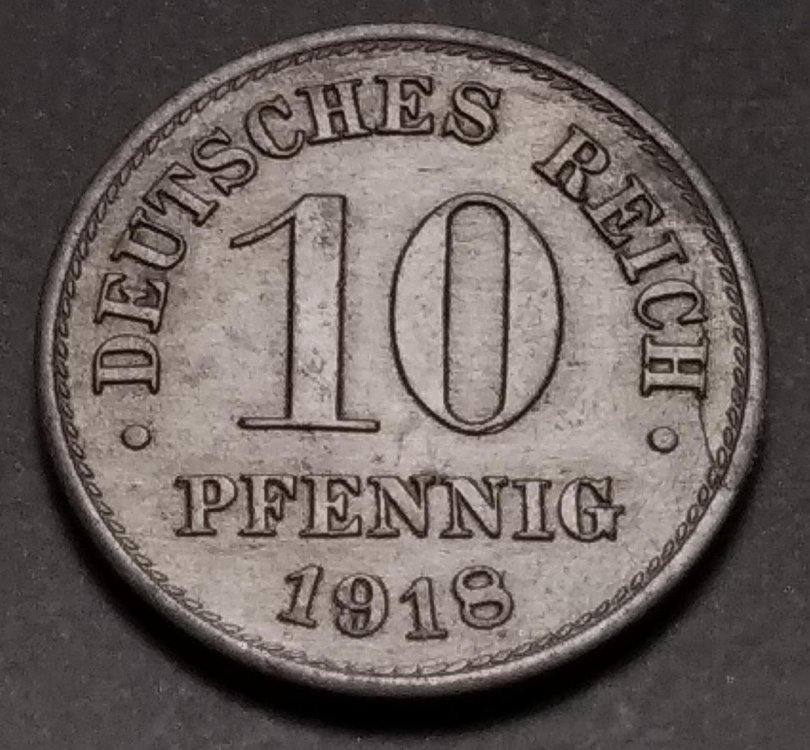 · DEUTSCHES REICH ·
10
PFENNIG
1918